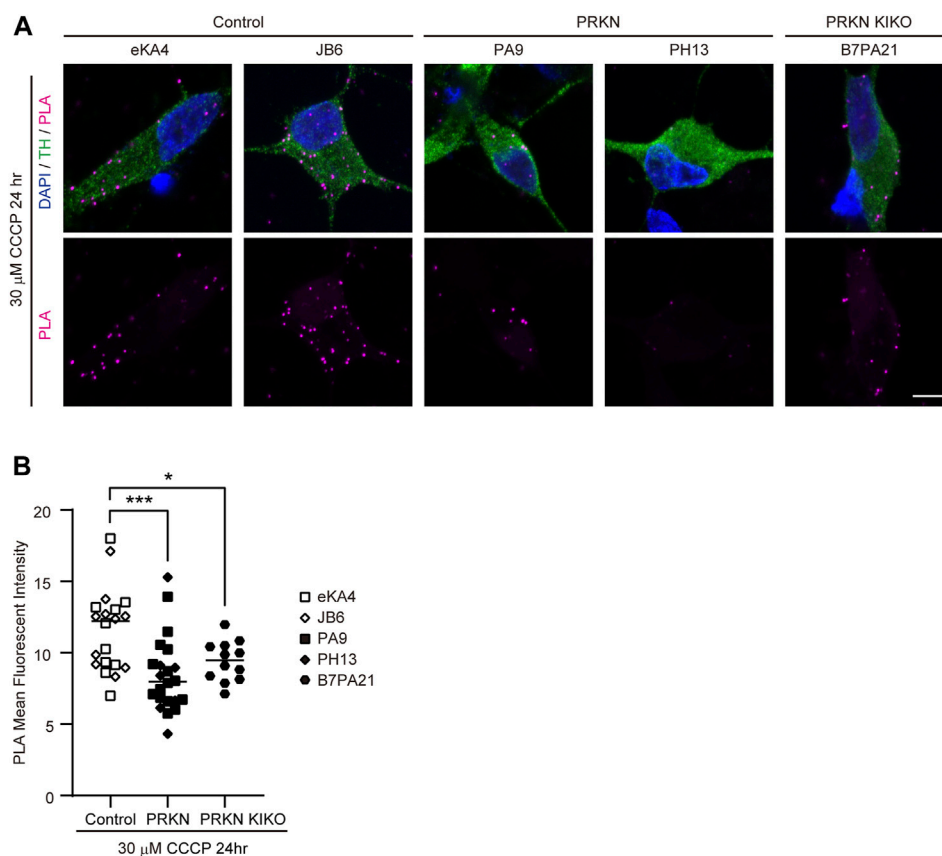 A
Control
PRKN
PRKN KIKO
eKA4
JB6
PA9
PH13
B7PA21
30 μM CCCP 24 hr
DAPI / TH / PLA
PLA
B
*
***
PLA Mean Fluorescent Intensity
20
15
10
5
0
eKA4
JB6
PA9
PH13
B7PA21
Control
PRKN
PRKN KIKO
30 μM CCCP 24hr